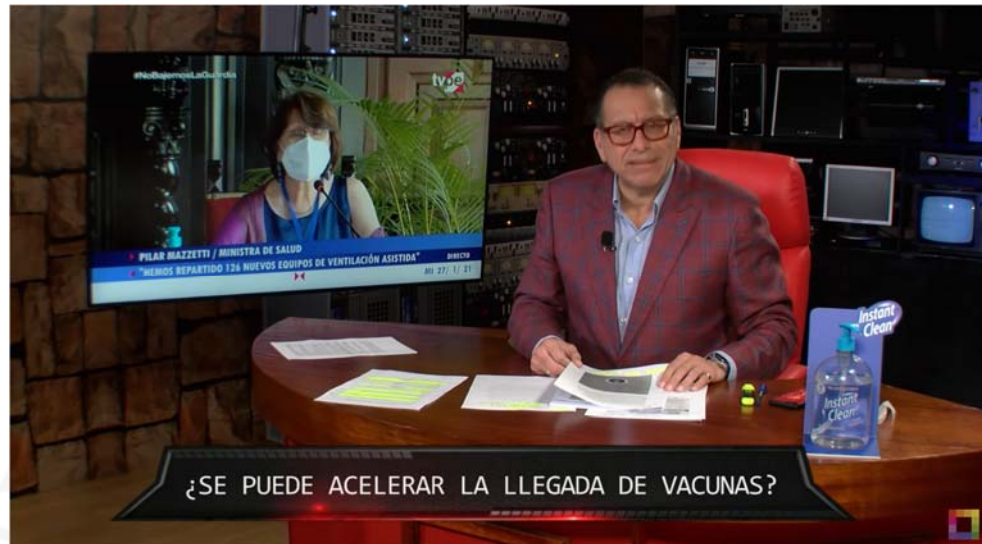 #NoBajemosLaGuardia
tvpe
PILAR MAZZETTI / MINISTRA DE SALUD
"HEMOS REPARTIDO 126 NUEVOS EQUIPOS DE VENTILACIÓN ASISTIDA"
DIRECTO
MI 27/ 1/ 21
Instant
Clean
Instant
Clean
¿SE PUEDE ACELERAR LA LLEGADA DE VACUNAS?